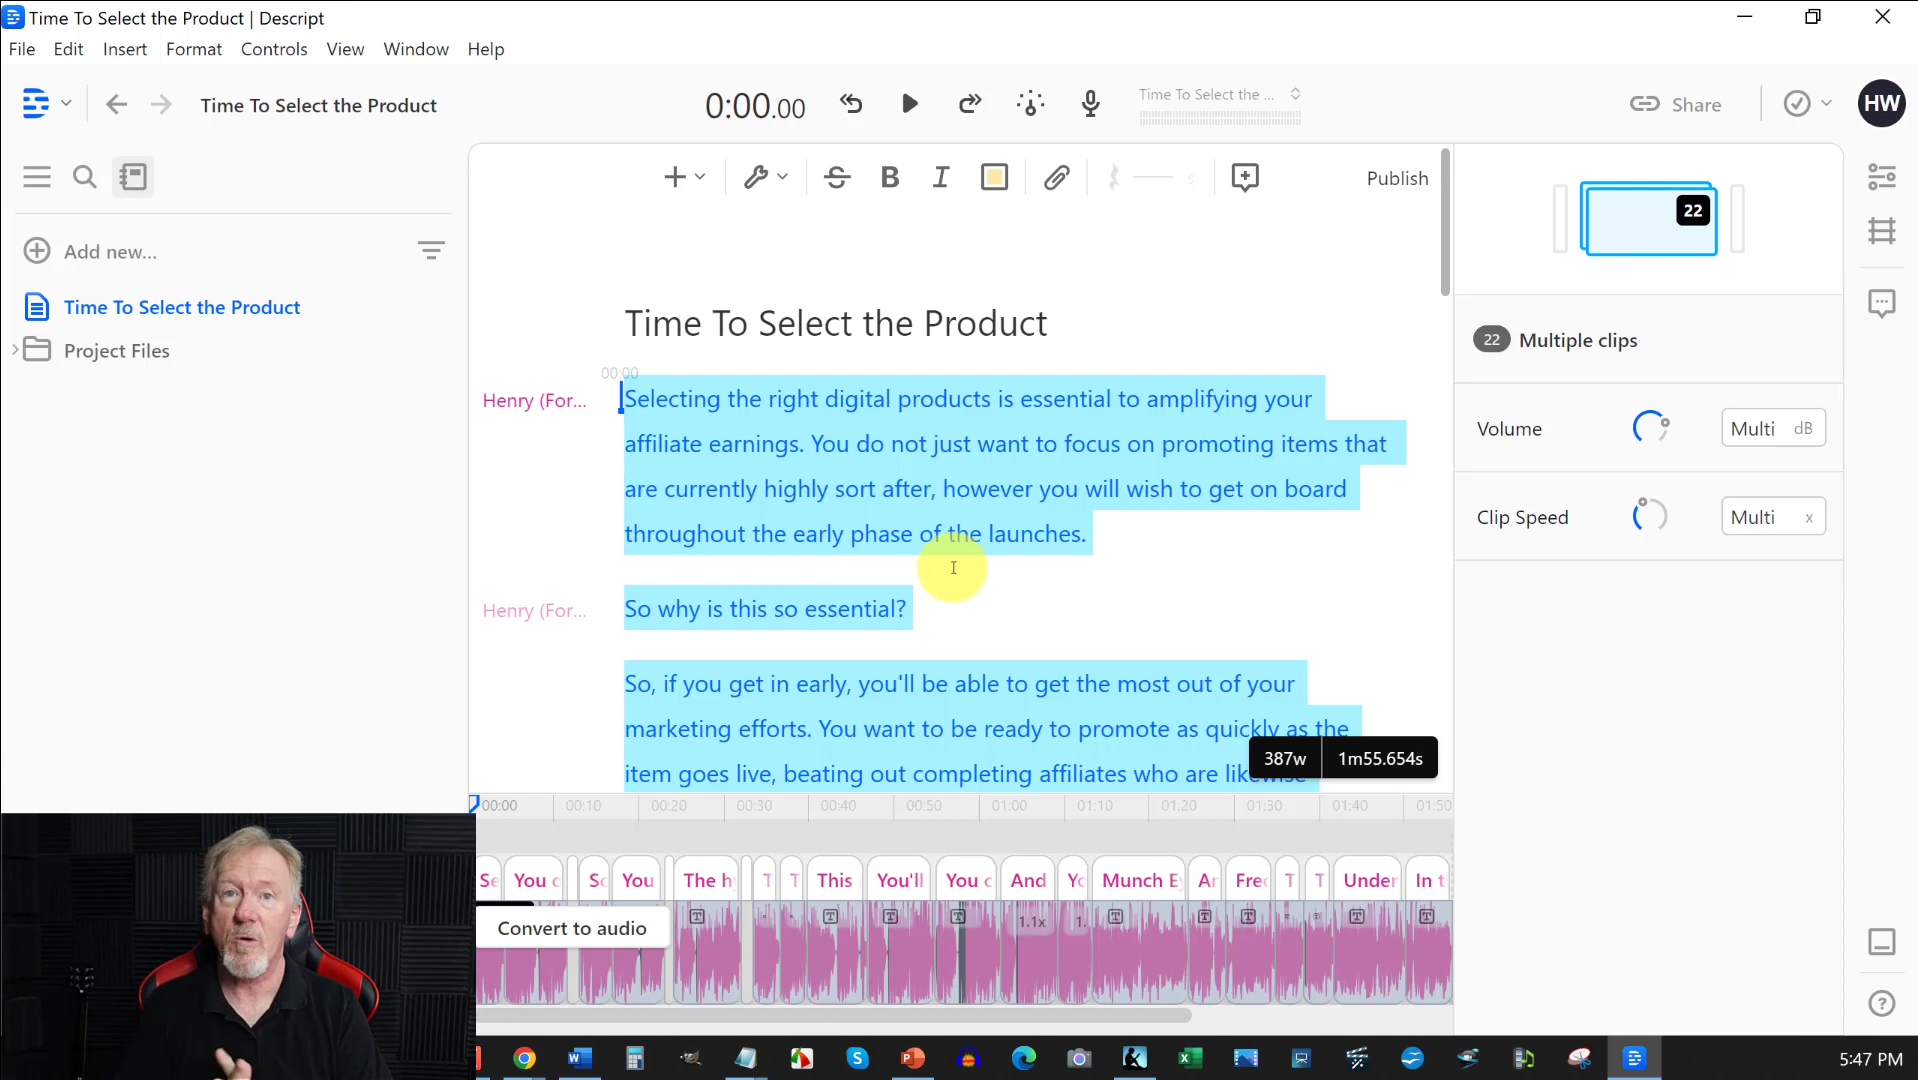 Time To Select the Product | Descript
File Edit Insert Format Controls View Window Help
Time To Select the Product
0:00.00
Time To Select the ...
Share
HW
Publish
22
Add new...
Time To Select the Product
Project Files
Time To Select the Product
22 Multiple clips
00:00
Henry (For...
Selecting the right digital products is essential to amplifying your
affiliate earnings. You do not just want to focus on promoting items that
are currently highly sort after, however you will wish to get on board
throughout the early phase of the launches.
Volume Multi dB
Clip Speed Multi x
Henry (For...
So why is this so essential?
So, if you get in early, you'll be able to get the most out of your
marketing efforts. You want to be ready to promote as quickly as the
item goes live, beating out completing affiliates who are likewise
387w 1m55.654s
00:00 00:10 00:20 00:30 00:40 00:50 01:00 01:10 01:20 01:30 01:40 01:50
Se You c Sc You The h T T This You'll You c And Yc Munch E Ar Fre T T Under In t
Convert to audio
1.1x 1.
5:47 PM